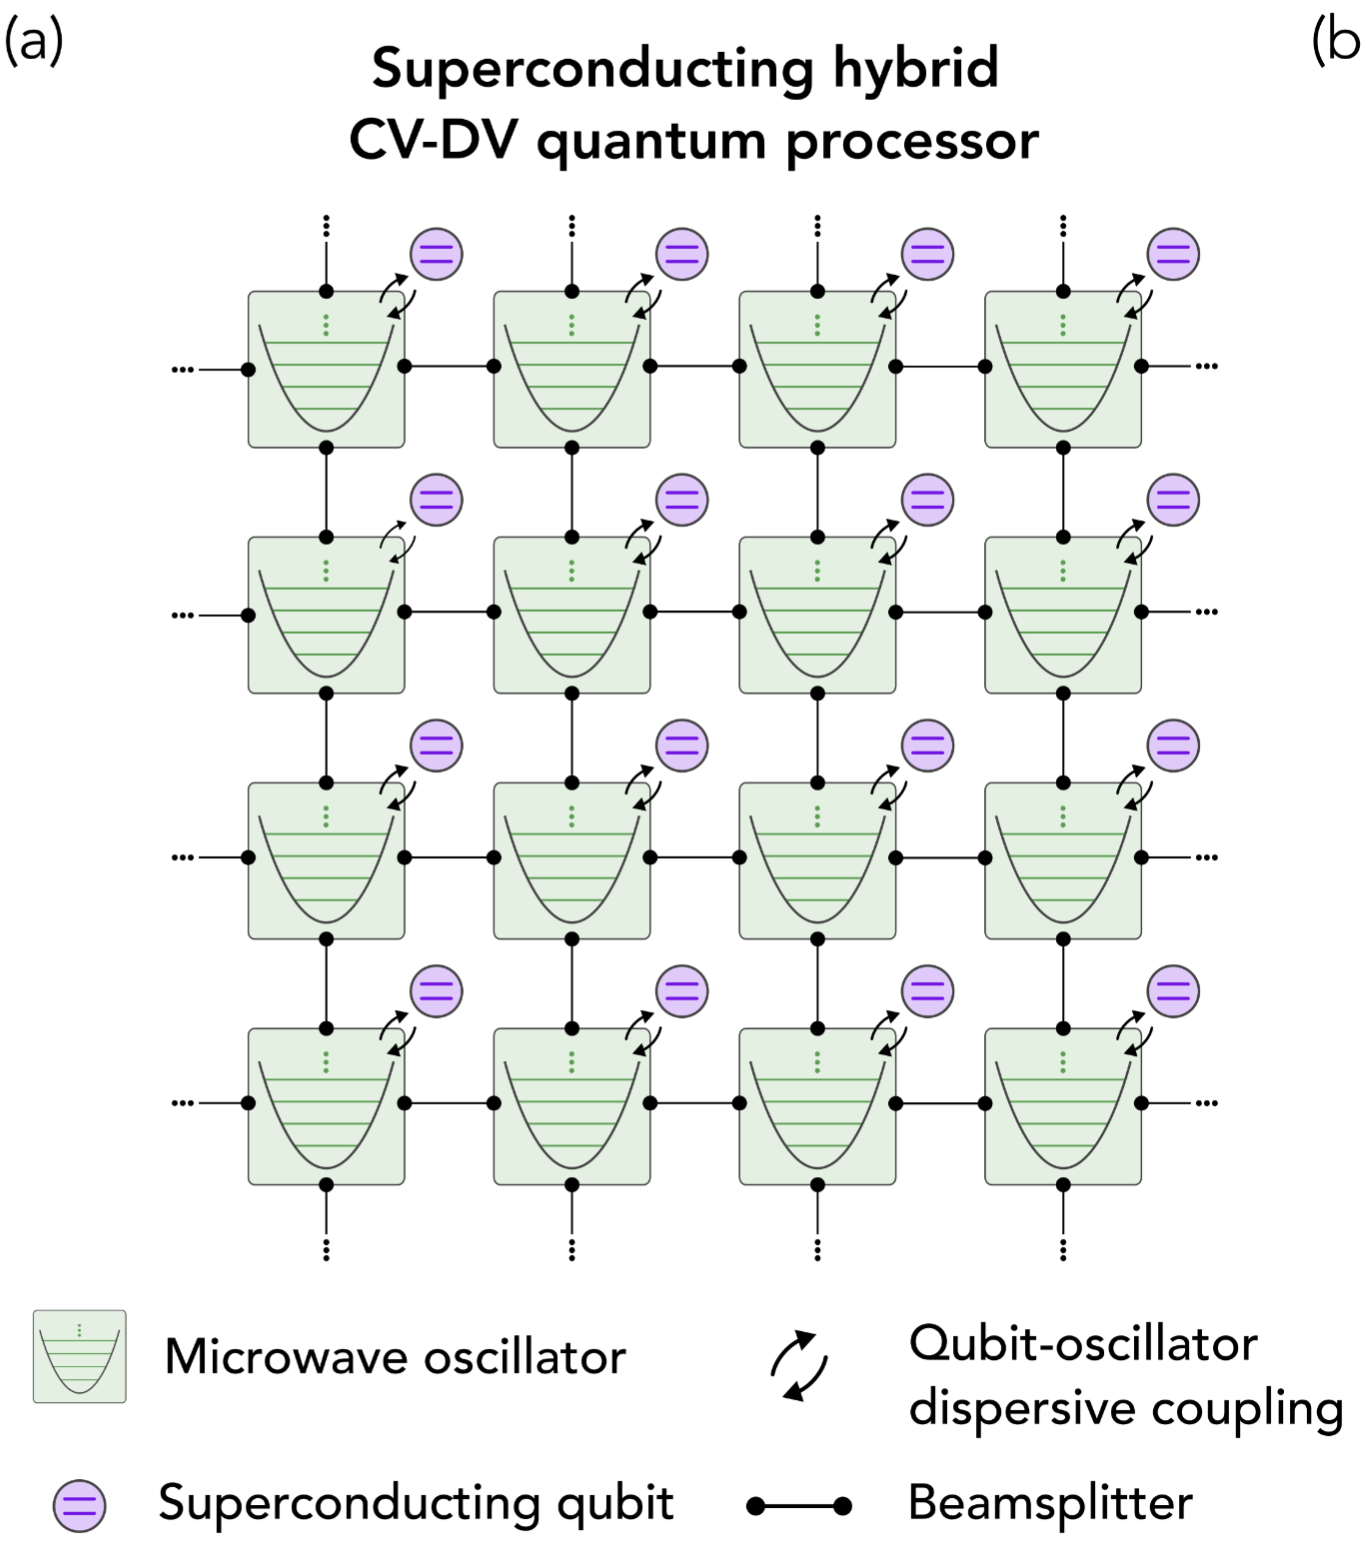 (a)
(b
Superconducting hybrid
CV-DV quantum processor
Microwave oscillator
Qubit-oscillator
dispersive coupling
Superconducting qubit
Beamsplitter